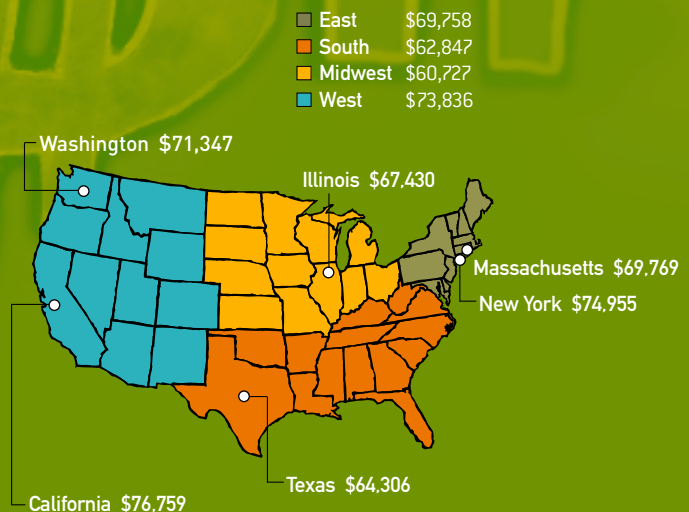 East $69,758
South $62,847
Midwest $60,727
West $73,836
Washington $71,347
Illinois $67,430
Massachusetts $69,769
New York $74,955
Texas $64,306
California $76,759